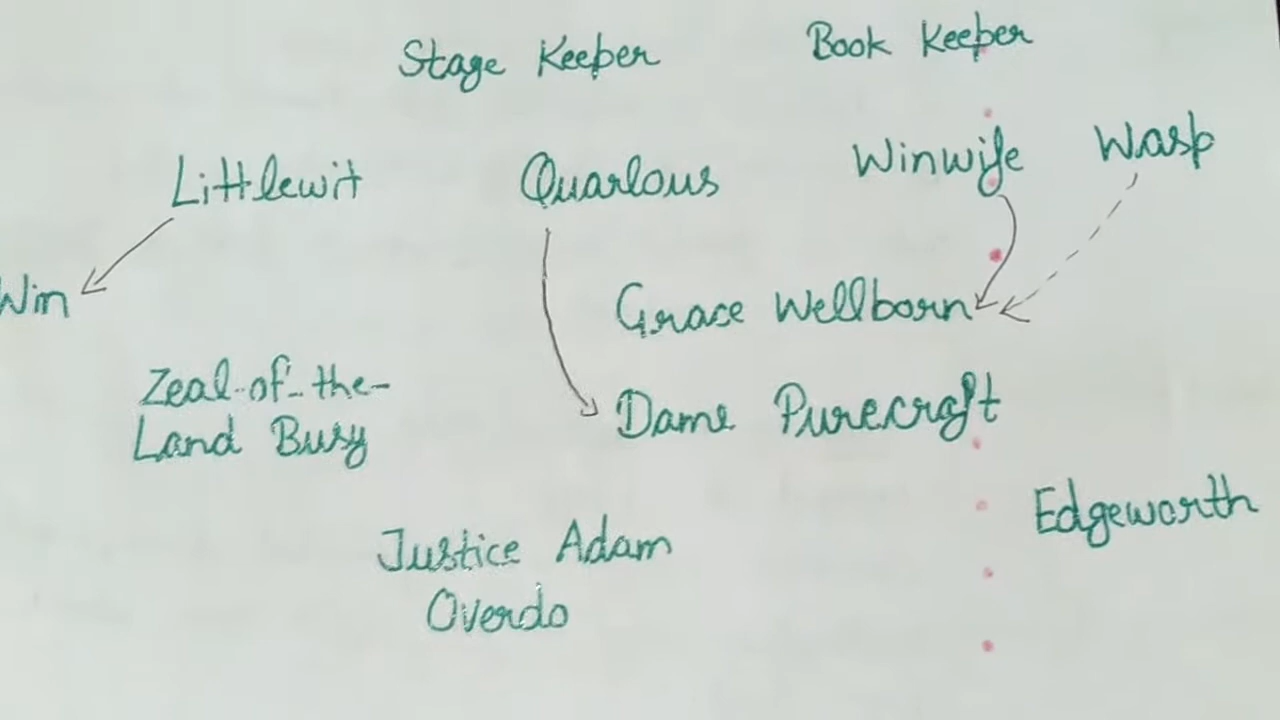 Stage Keeper
Book Keeper
Littlewit
Quarlous
Winwife
Wasp
Win
Grace Wellborn
Zeal-of-the-
Land Busy
Dame Purecraft
Edgeworth
Justice Adam
Overdo